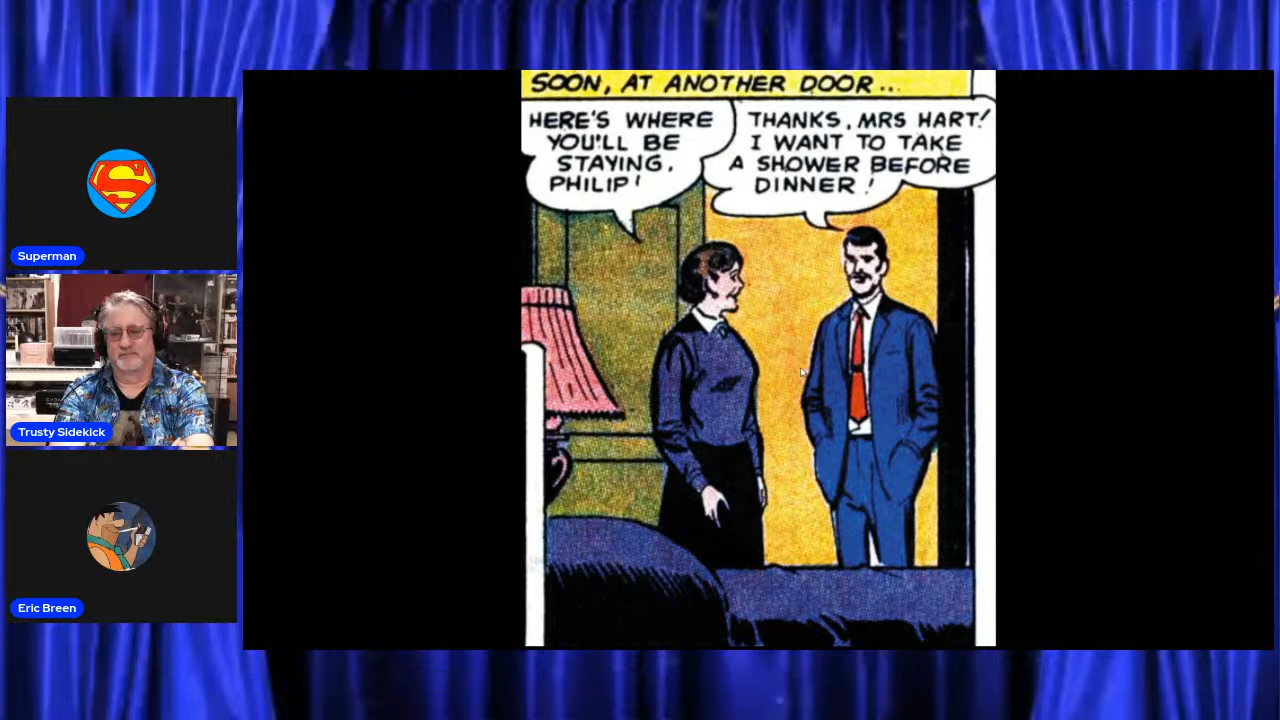 SOON, AT ANOTHER DOOR...
HERE'S WHERE
YOU'LL BE
STAYING,
PHILIP!
THANKS, MRS HART!
I WANT TO TAKE
A SHOWER BEFORE
DINNER!
Superman
Trusty Sidekick
Eric Breen